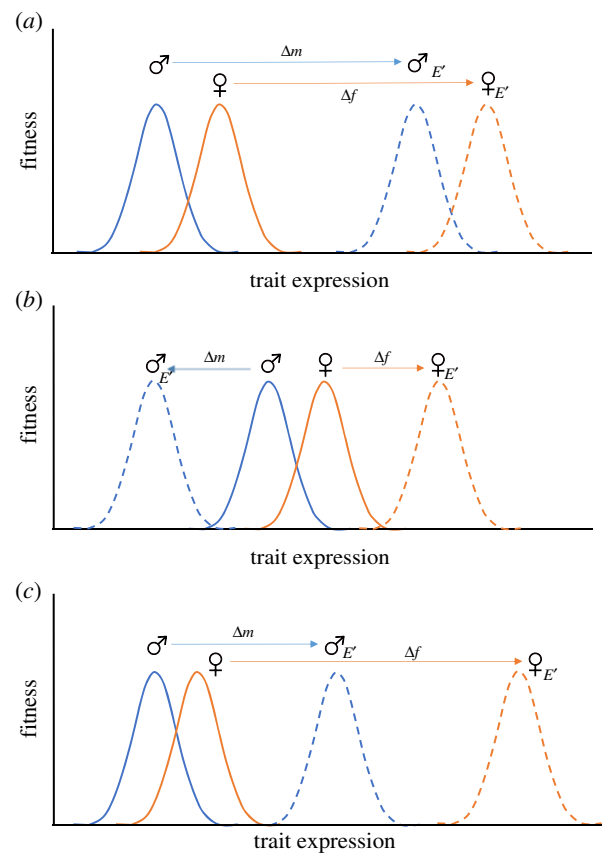 (a)
♂ Δm ♂E′
♀ Δf ♀E′
fitness
trait expression
(b)
♂E′ Δm ♂ ♀ Δf ♀E′
fitness
trait expression
(c)
♂ Δm ♂E′
♀ Δf ♀E′
fitness
trait expression